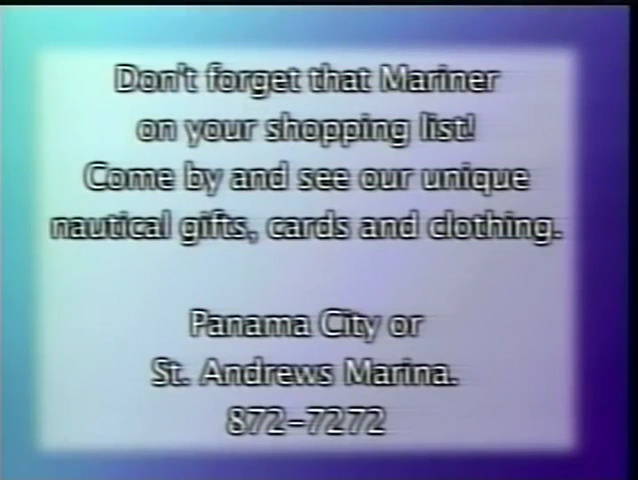 Don't forget that Mariner
on your shopping list!
Come by and see our unique
nautical gifts, cards and clothing.
Panama City or
St. Andrews Marina.
872-7272